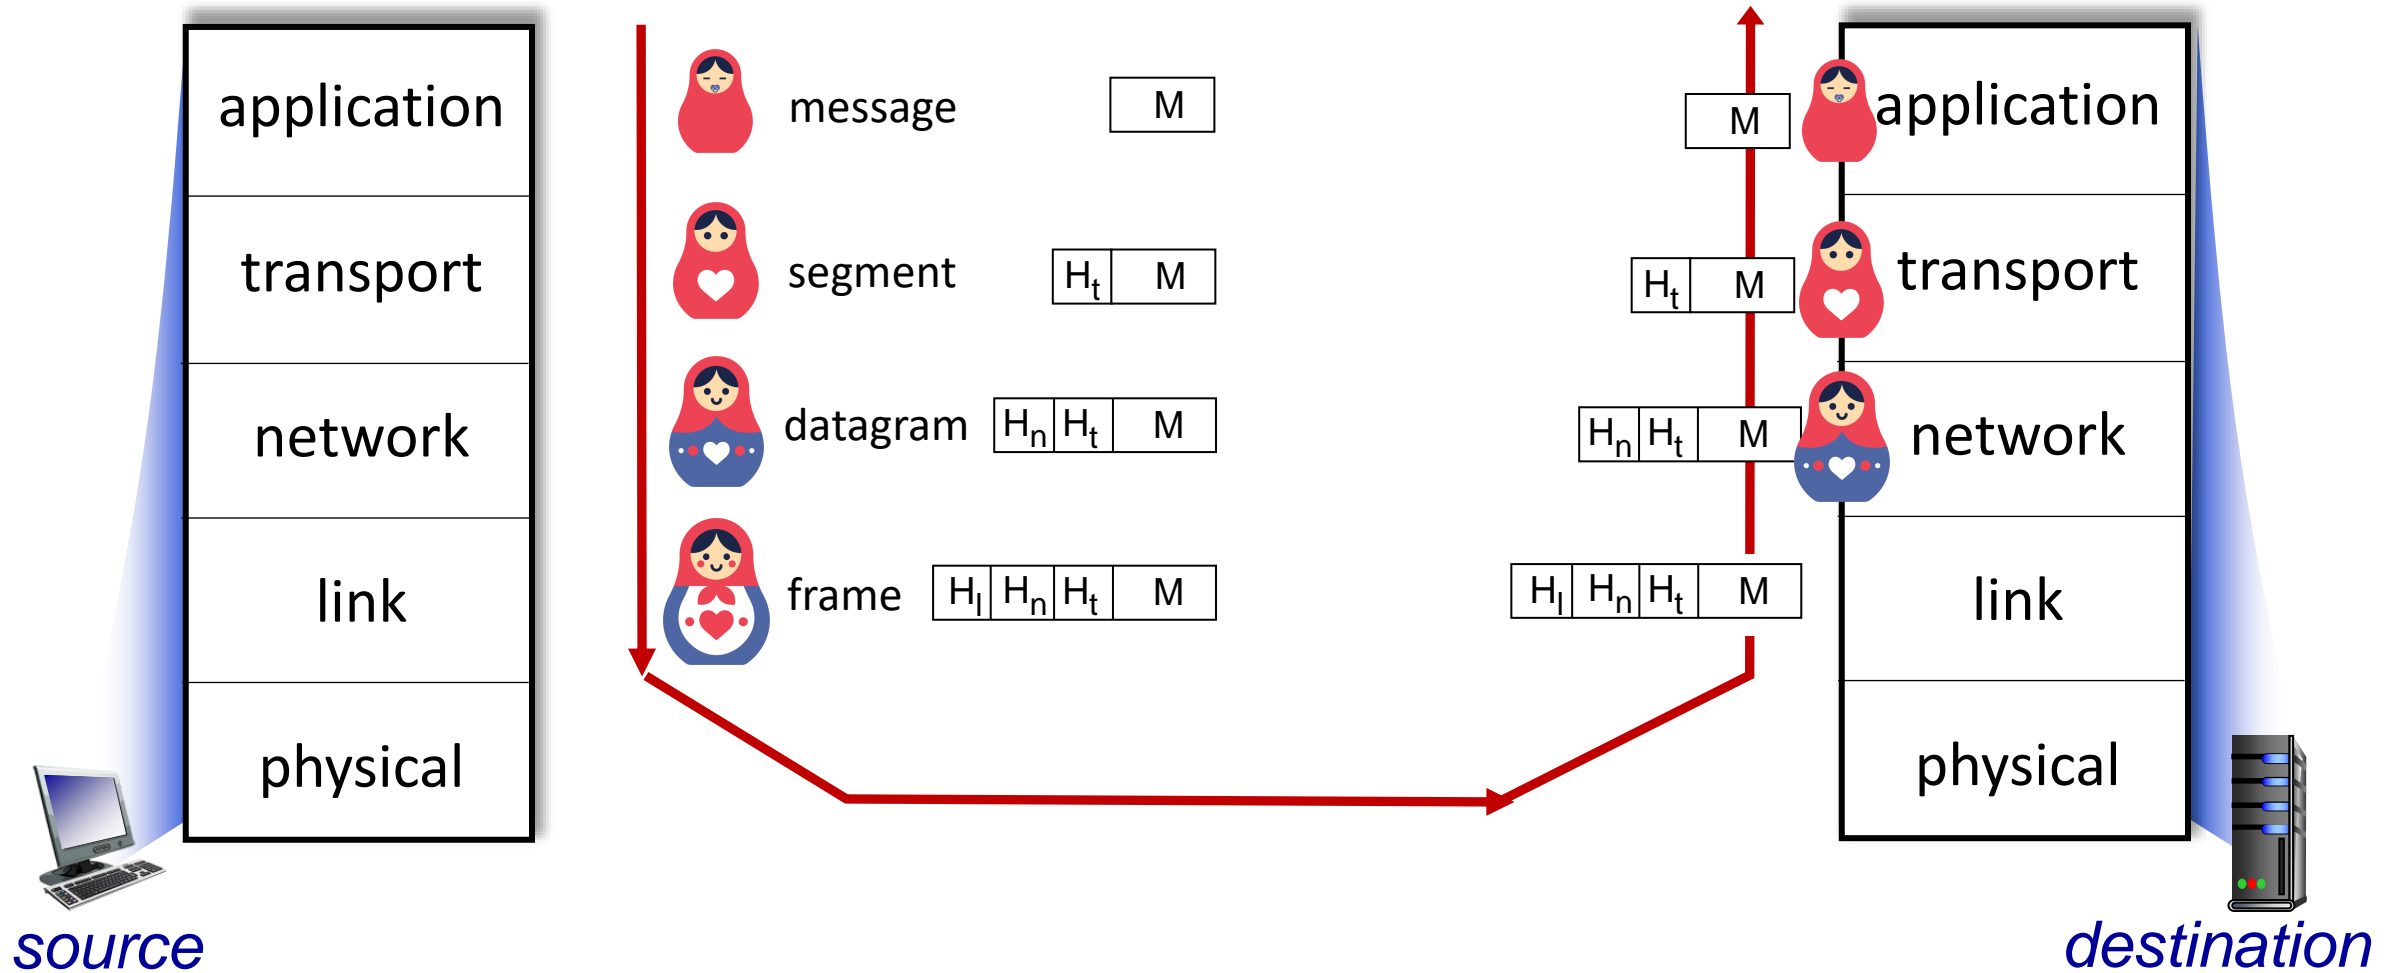 application
transport
network
link
physical
source
message M
segment Ht M
datagram Hn Ht M
frame Hl Hn Ht M
M
Ht M
Hn Ht M
Hl Hn Ht M
application
transport
network
link
physical
destination